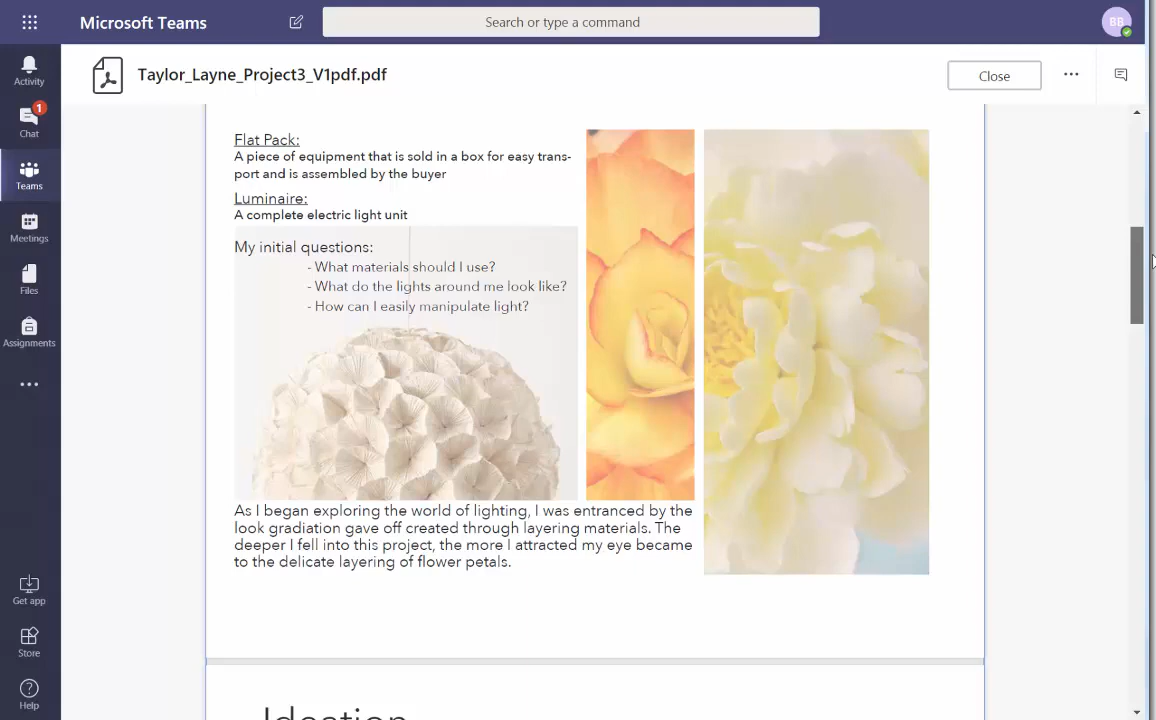 Microsoft Teams
Search or type a command
BB
Activity
Taylor_Layne_Project3_V1pdf.pdf
Close
1
Chat
Teams
Meetings
Files
Assignments
Get app
Store
Help
Flat Pack:
A piece of equipment that is sold in a box for easy trans-
port and is assembled by the buyer
Luminaire:
A complete electric light unit
My initial questions:
- What materials should I use?
- What do the lights around me look like?
- How can I easily manipulate light?
As I began exploring the world of lighting, I was entranced by the
look gradiation gave off created through layering materials. The
deeper I fell into this project, the more I attracted my eye became
to the delicate layering of flower petals.
Ideation